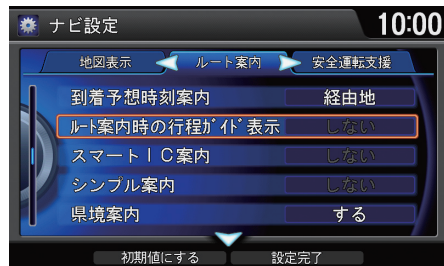 ナビ設定 10:00
地図表示 ルート案内 安全運転支援
到着予想時刻案内 経由地
ﾙｰﾄ案内時の行程ｶﾞｲﾄﾞ表示 しない
スマートＩＣ案内 しない
シンプル案内 しない
県境案内 する
初期値にする 設定完了